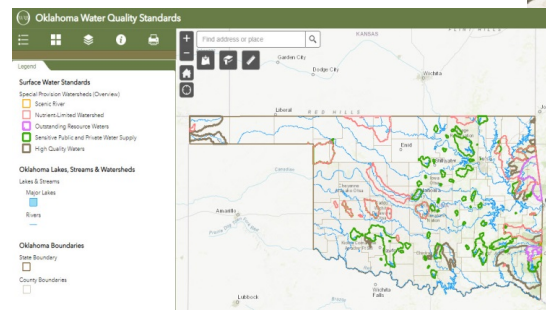 Oklahoma Water Quality Standards
Find address or place
Legend
Surface Water Standards
Special Provision Watersheds (Overview)
Scenic River
Nutrient-Limited Watershed
Outstanding Resource Waters
Sensitive Public and Private Water Supply
High Quality Waters
Oklahoma Lakes, Streams & Watersheds
Lakes & Streams
Major Lakes
Rivers
Oklahoma Boundaries
State Boundary
County Boundaries
KANSAS
Garden City
Dodge City
Wichita
Liberal
RED HILLS
Enid
Amarillo
Lubbock
Wichita
Falls